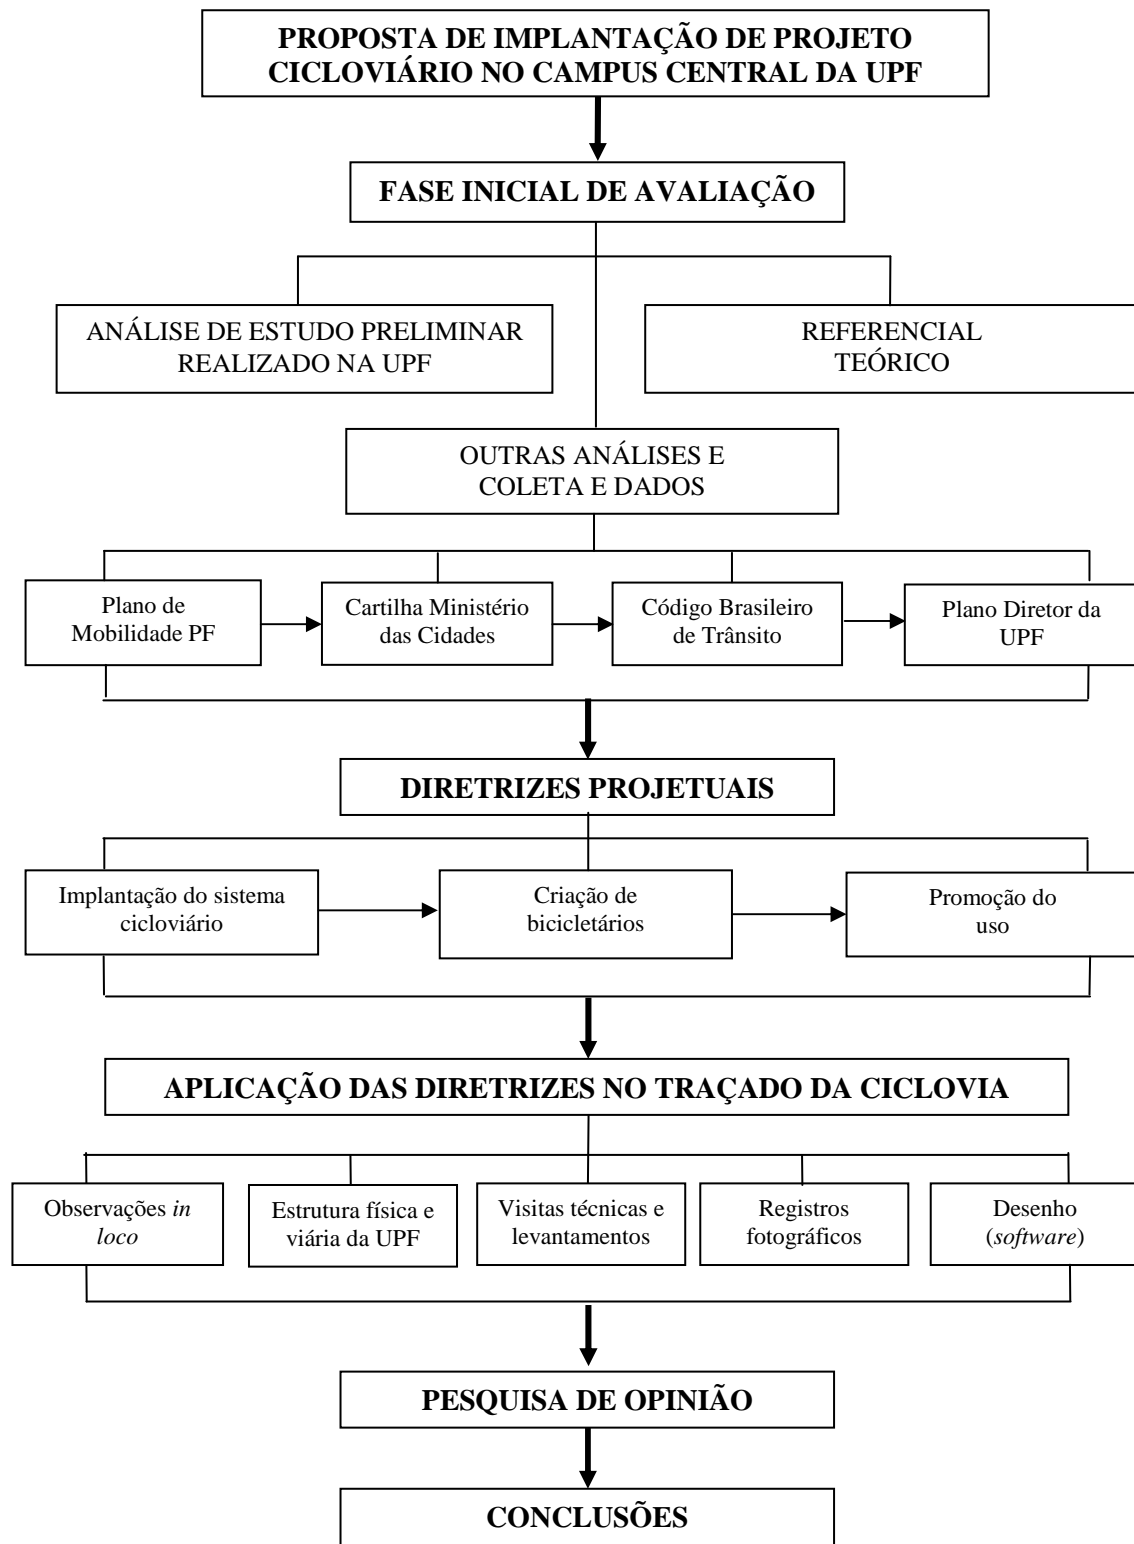 PROPOSTA DE IMPLANTAÇÃO DE PROJETO
CICLOVIÁRIO NO CAMPUS CENTRAL DA UPF
FASE INICIAL DE AVALIAÇÃO
ANÁLISE DE ESTUDO PRELIMINAR
REALIZADO NA UPF
REFERENCIAL
TEÓRICO
OUTRAS ANÁLISES E
COLETA E DADOS
Plano de
Mobilidade PF
Cartilha Ministério
das Cidades
Código Brasileiro
de Trânsito
Plano Diretor da
UPF
DIRETRIZES PROJETUAIS
Implantação do sistema
cicloviário
Criação de
bicicletários
Promoção do
uso
APLICAÇÃO DAS DIRETRIZES NO TRAÇADO DA CICLOVIA
Observações in
loco
Estrutura física e
viária da UPF
Visitas técnicas e
levantamentos
Registros
fotográficos
Desenho
(software)
PESQUISA DE OPINIÃO
CONCLUSÕES